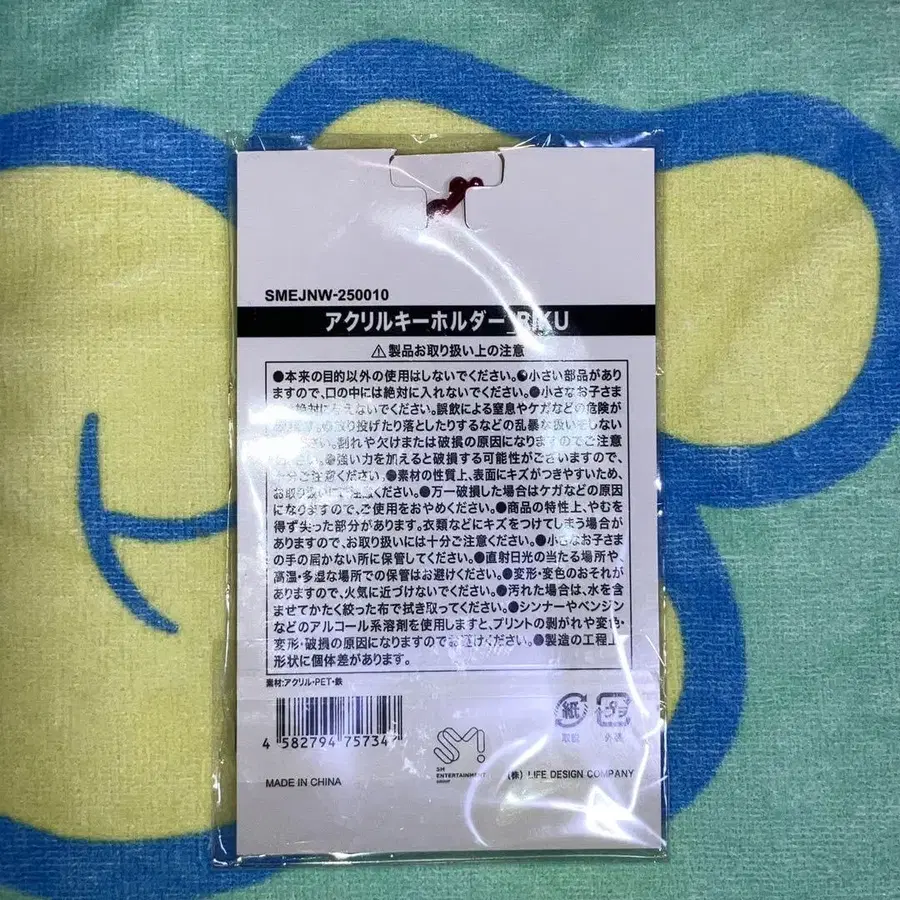 SMEJNW-250010
アクリルキーホルダー_RIKU
⚠製品お取り扱い上の注意
●本来の目的以外の使用はしないでください。●小さい部品があり
ますので、口の中には絶対に入れないでください。●小さなお子さま
絶対に与えないでください。誤飲による窒息やケガなどの危険が
放り投げたり落としたりするなどの乱暴な扱いをしない
ください。割れや欠けまたは破損の原因になりますのでご注意
ください。●強い力を加えると破損する可能性がございますので、
十分ご注意ください。●素材の性質上、表面にキズがつきやすいため、
お取り扱いにご注意ください。●万一破損した場合はケガなどの原因
になりますので、ご使用をおやめください。●商品の特性上、やむを
得ず尖った部分があります。衣類などにキズをつけてしまう場合が
ありますので、お取り扱いには十分ご注意ください。●小さなお子さま
の手の届かない所に保管してください。●直射日光の当たる場所や、
高温・多湿な場所での保管はお避けください。●変形・変色のおそれが
ありますので、火気に近づけないでください。●汚れた場合は、水を含
ませてかたく絞った布で拭き取ってください。●シンナーやベンジン
などのアルコール系溶剤を使用しますと、プリントの剥がれや変色・
変形・破損の原因になりますのでお避けください。●製造の工程上、
形状に個体差があります。
素材:アクリル・PET・鉄
4 582794 757347
SM!
SM
ENTERTAINMENT
GROUP
紙
プラ
外装
MADE IN CHINA
(株) LIFE DESIGN COMPANY